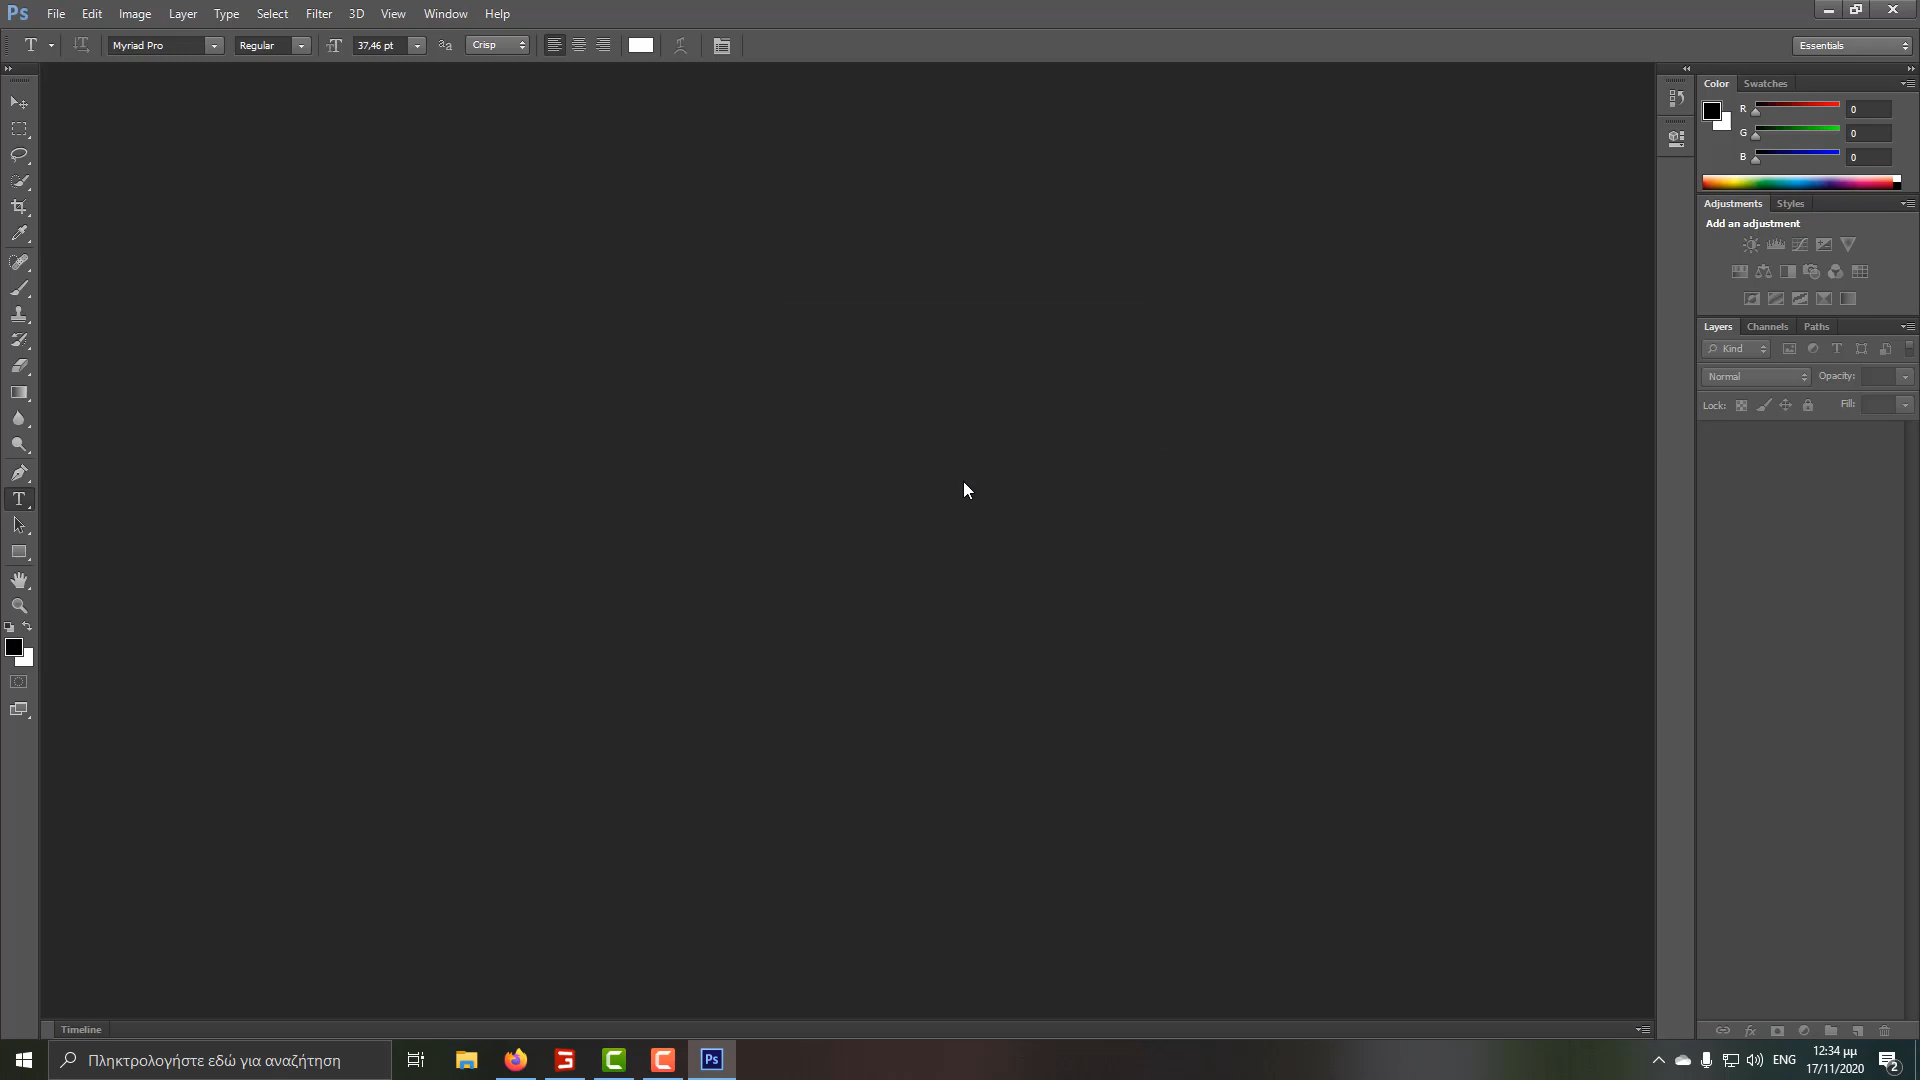 Ps File Edit Image Layer Type Select Filter 3D View Window Help
T Myriad Pro Regular 37,46 pt Crisp Essentials
Color Swatches
R 0
G 0
B 0
Adjustments Styles
Add an adjustment
Layers Channels Paths
Kind
Normal Opacity:
Lock: Fill:
Timeline
Πληκτρολογήστε εδώ για αναζήτηση
Ps
ENG
12:34 μμ
17/11/2020
2